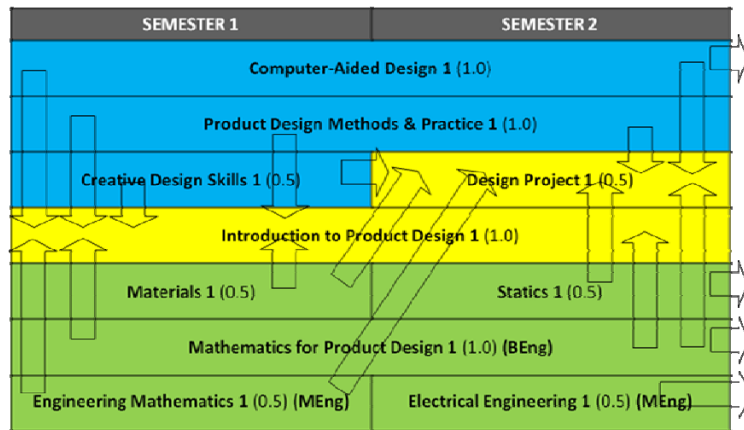 SEMESTER 1
SEMESTER 2
Computer-Aided Design 1 (1.0)
Product Design Methods & Practice 1 (1.0)
Creative Design Skills 1 (0.5)
Design Project 1 (0.5)
Introduction to Product Design 1 (1.0)
Materials 1 (0.5)
Statics 1 (0.5)
Mathematics for Product Design 1 (1.0) (BEng)
Engineering Mathematics 1 (0.5) (MEng)
Electrical Engineering 1 (0.5) (MEng)